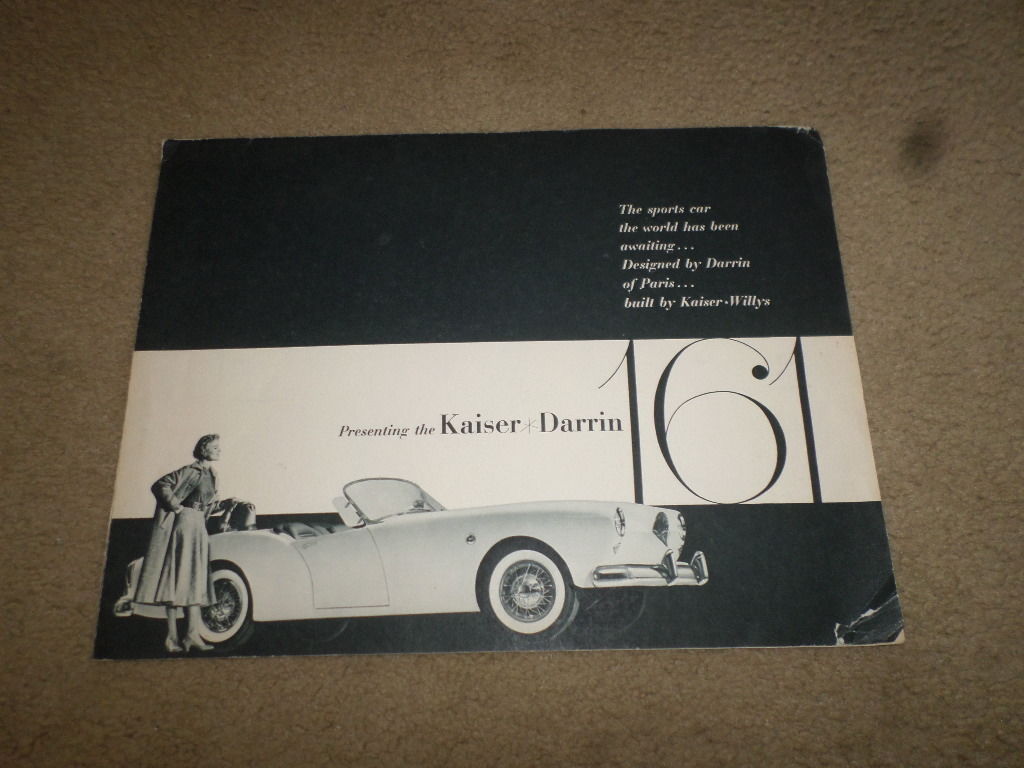 The sports car
the world has been
awaiting...
Designed by Darrin
of Paris...
built by Kaiser-Willys
Presenting the Kaiser*Darrin 161